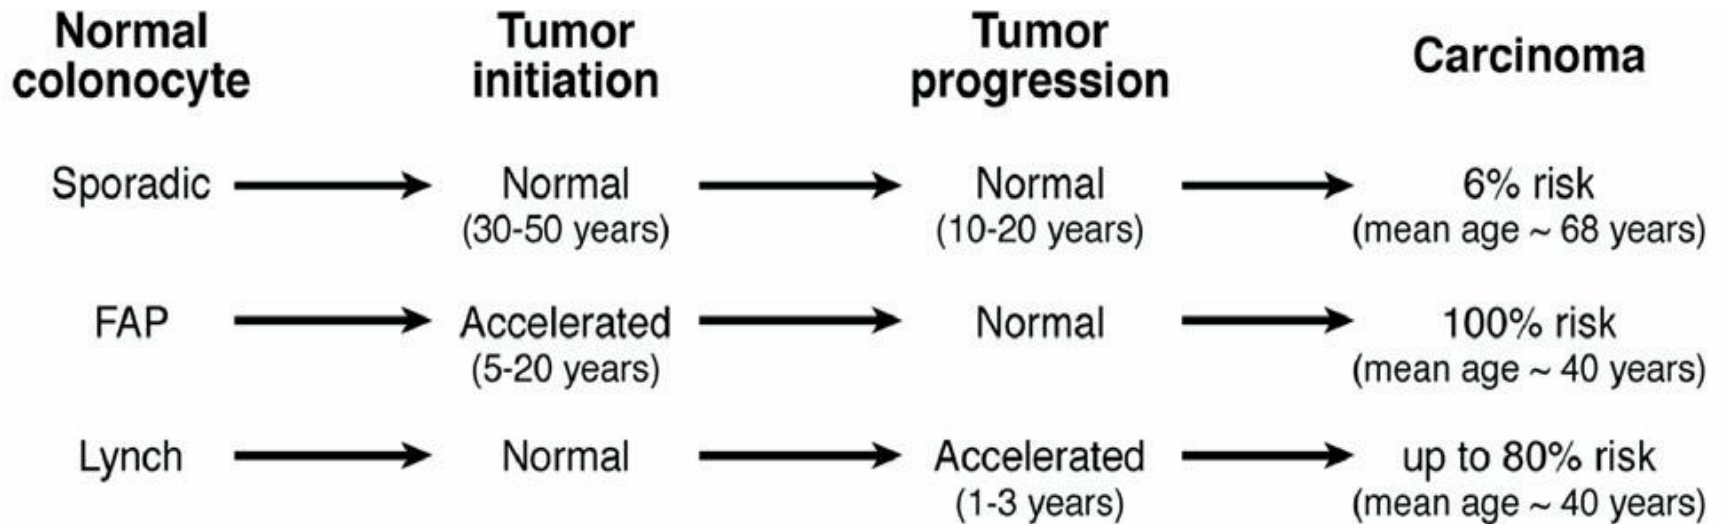 Normal colonocyte
Tumor initiation
Tumor progression
Carcinoma
Sporadic
Normal
(30-50 years)
Normal
(10-20 years)
6% risk
(mean age ~ 68 years)
FAP
Accelerated
(5-20 years)
Normal
100% risk
(mean age ~ 40 years)
Lynch
Normal
Accelerated
(1-3 years)
up to 80% risk
(mean age ~ 40 years)